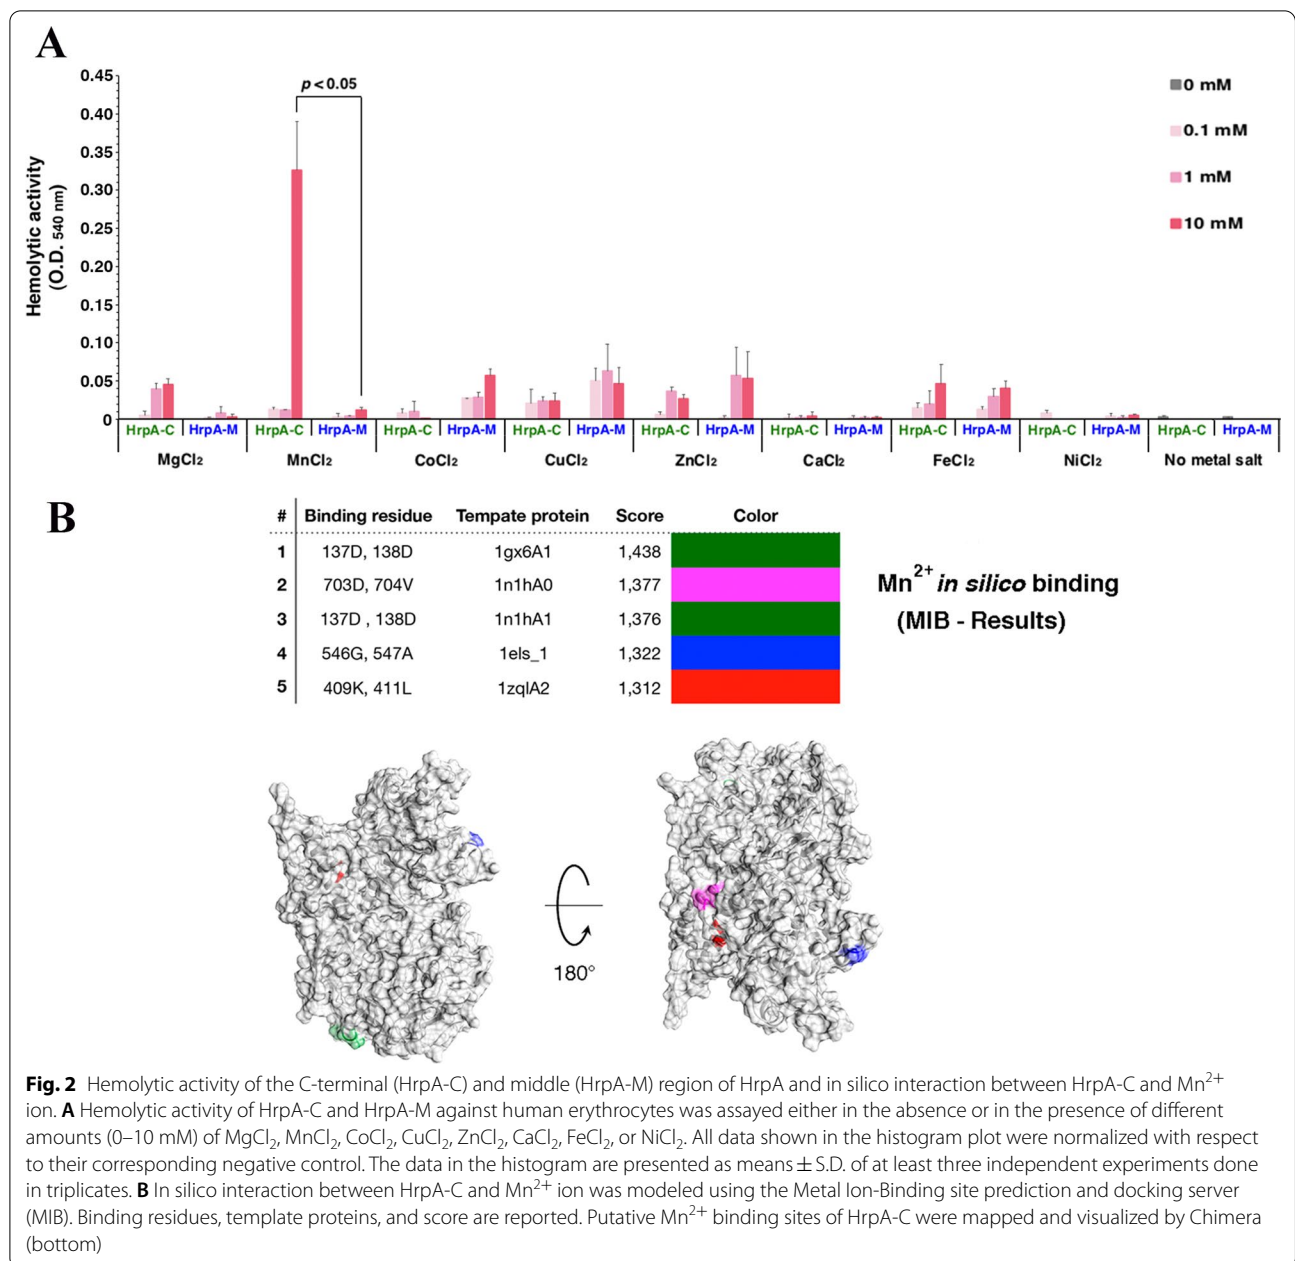 A
Hemolytic activity
(O.D. 540 nm)
0.45
0.40
0.35
0.30
0.25
0.20
0.15
0.10
0.05
0
p < 0.05
0 mM
0.1 mM
1 mM
10 mM
HrpA-C HrpA-M HrpA-C HrpA-M HrpA-C HrpA-M HrpA-C HrpA-M HrpA-C HrpA-M HrpA-C HrpA-M HrpA-C HrpA-M HrpA-C HrpA-M HrpA-C HrpA-M
MgCl₂ MnCl₂ CoCl₂ CuCl₂ ZnCl₂ CaCl₂ FeCl₂ NiCl₂ No metal salt
B
# Binding residue Tempate protein Score Color
1 137D, 138D 1gx6A1 1,438
2 703D, 704V 1n1hA0 1,377
3 137D , 138D 1n1hA1 1,376
4 546G, 547A 1els_1 1,322
5 409K, 411L 1zqlA2 1,312
Mn²⁺ in silico binding
(MIB - Results)
180°
Fig. 2 Hemolytic activity of the C-terminal (HrpA-C) and middle (HrpA-M) region of HrpA and in silico interaction between HrpA-C and Mn²⁺
ion. A Hemolytic activity of HrpA-C and HrpA-M against human erythrocytes was assayed either in the absence or in the presence of different
amounts (0–10 mM) of MgCl₂, MnCl₂, CoCl₂, CuCl₂, ZnCl₂, CaCl₂, FeCl₂, or NiCl₂. All data shown in the histogram plot were normalized with respect
to their corresponding negative control. The data in the histogram are presented as means ± S.D. of at least three independent experiments done
in triplicates. B In silico interaction between HrpA-C and Mn²⁺ ion was modeled using the Metal Ion-Binding site prediction and docking server
(MIB). Binding residues, template proteins, and score are reported. Putative Mn²⁺ binding sites of HrpA-C were mapped and visualized by Chimera
(bottom)